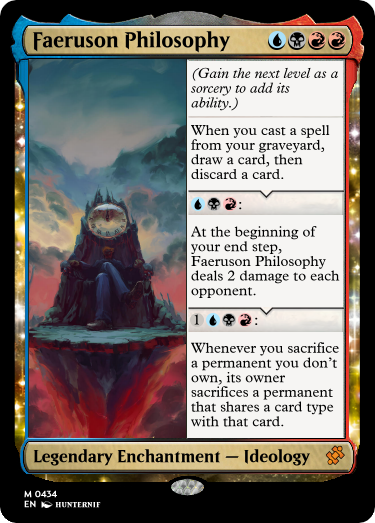 Faeruson Philosophy
(Gain the next level as a
sorcery to add its
ability.)
When you cast a spell
from your graveyard,
draw a card, then
discard a card.
:
At the beginning of
your end step,
Faeruson Philosophy
deals 2 damage to each
opponent.
1 :
Whenever you sacrifice
a permanent you don’t
own, its owner
sacrifices a permanent
that shares a card type
with that card.
Legendary Enchantment — Ideology
M 0434
EN HUNTERNIF